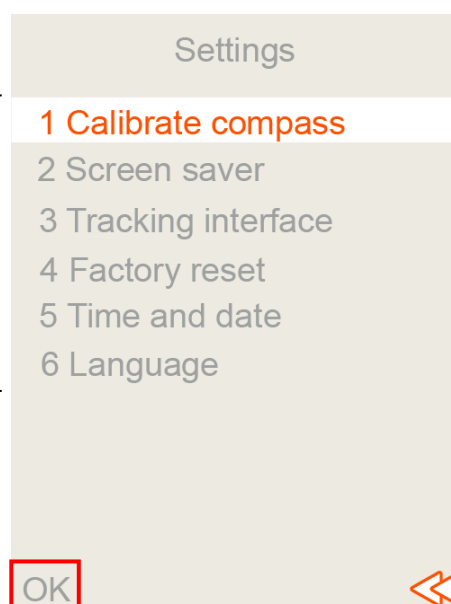 Settings
1 Calibrate compass
2 Screen saver
3 Tracking interface
4 Factory reset
5 Time and date
6 Language
OK